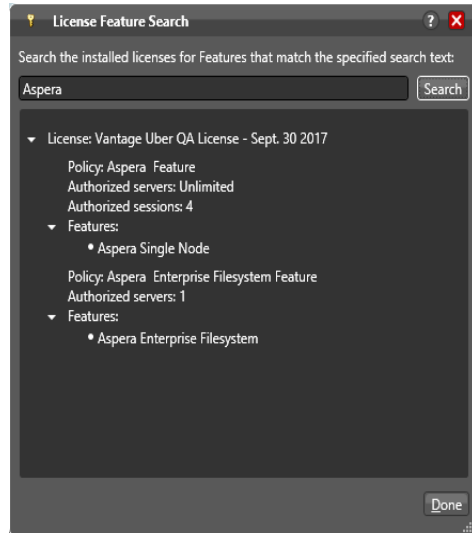 License Feature Search
? X
Search the installed licenses for Features that match the specified search text:
Aspera Search
License: Vantage Uber QA License - Sept. 30 2017
Policy: Aspera  Feature
Authorized servers: Unlimited
Authorized sessions: 4
Features:
• Aspera Single Node
Policy: Aspera  Enterprise Filesystem Feature
Authorized servers: 1
Features:
• Aspera Enterprise Filesystem
Done